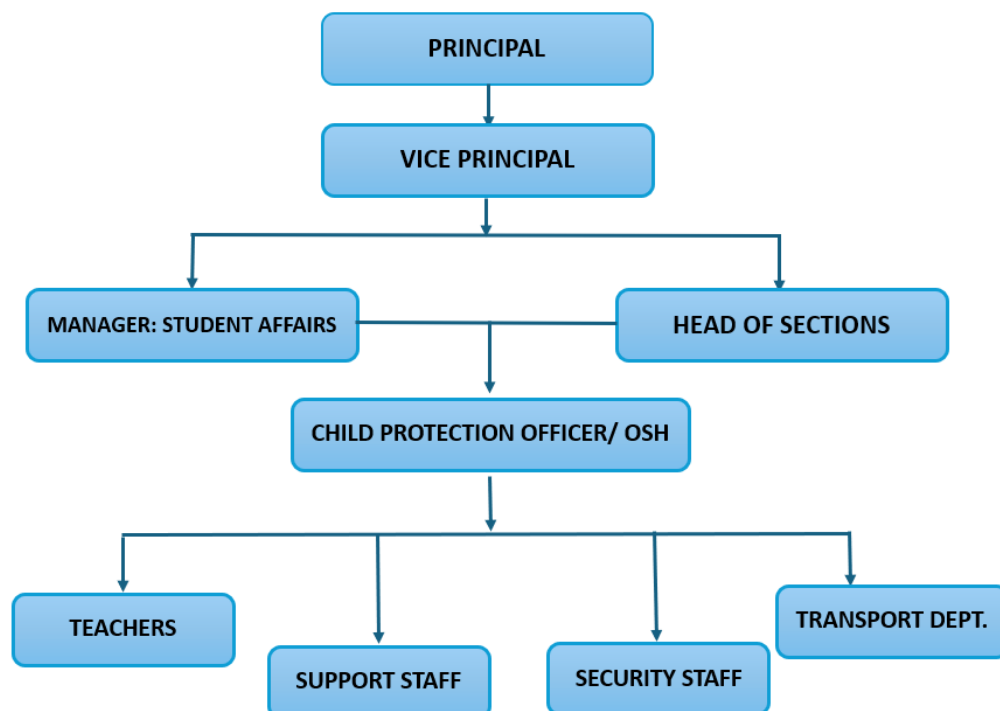 PRINCIPAL
VICE PRINCIPAL
MANAGER: STUDENT AFFAIRS
HEAD OF SECTIONS
CHILD PROTECTION OFFICER/ OSH
TEACHERS
SUPPORT STAFF
SECURITY STAFF
TRANSPORT DEPT.